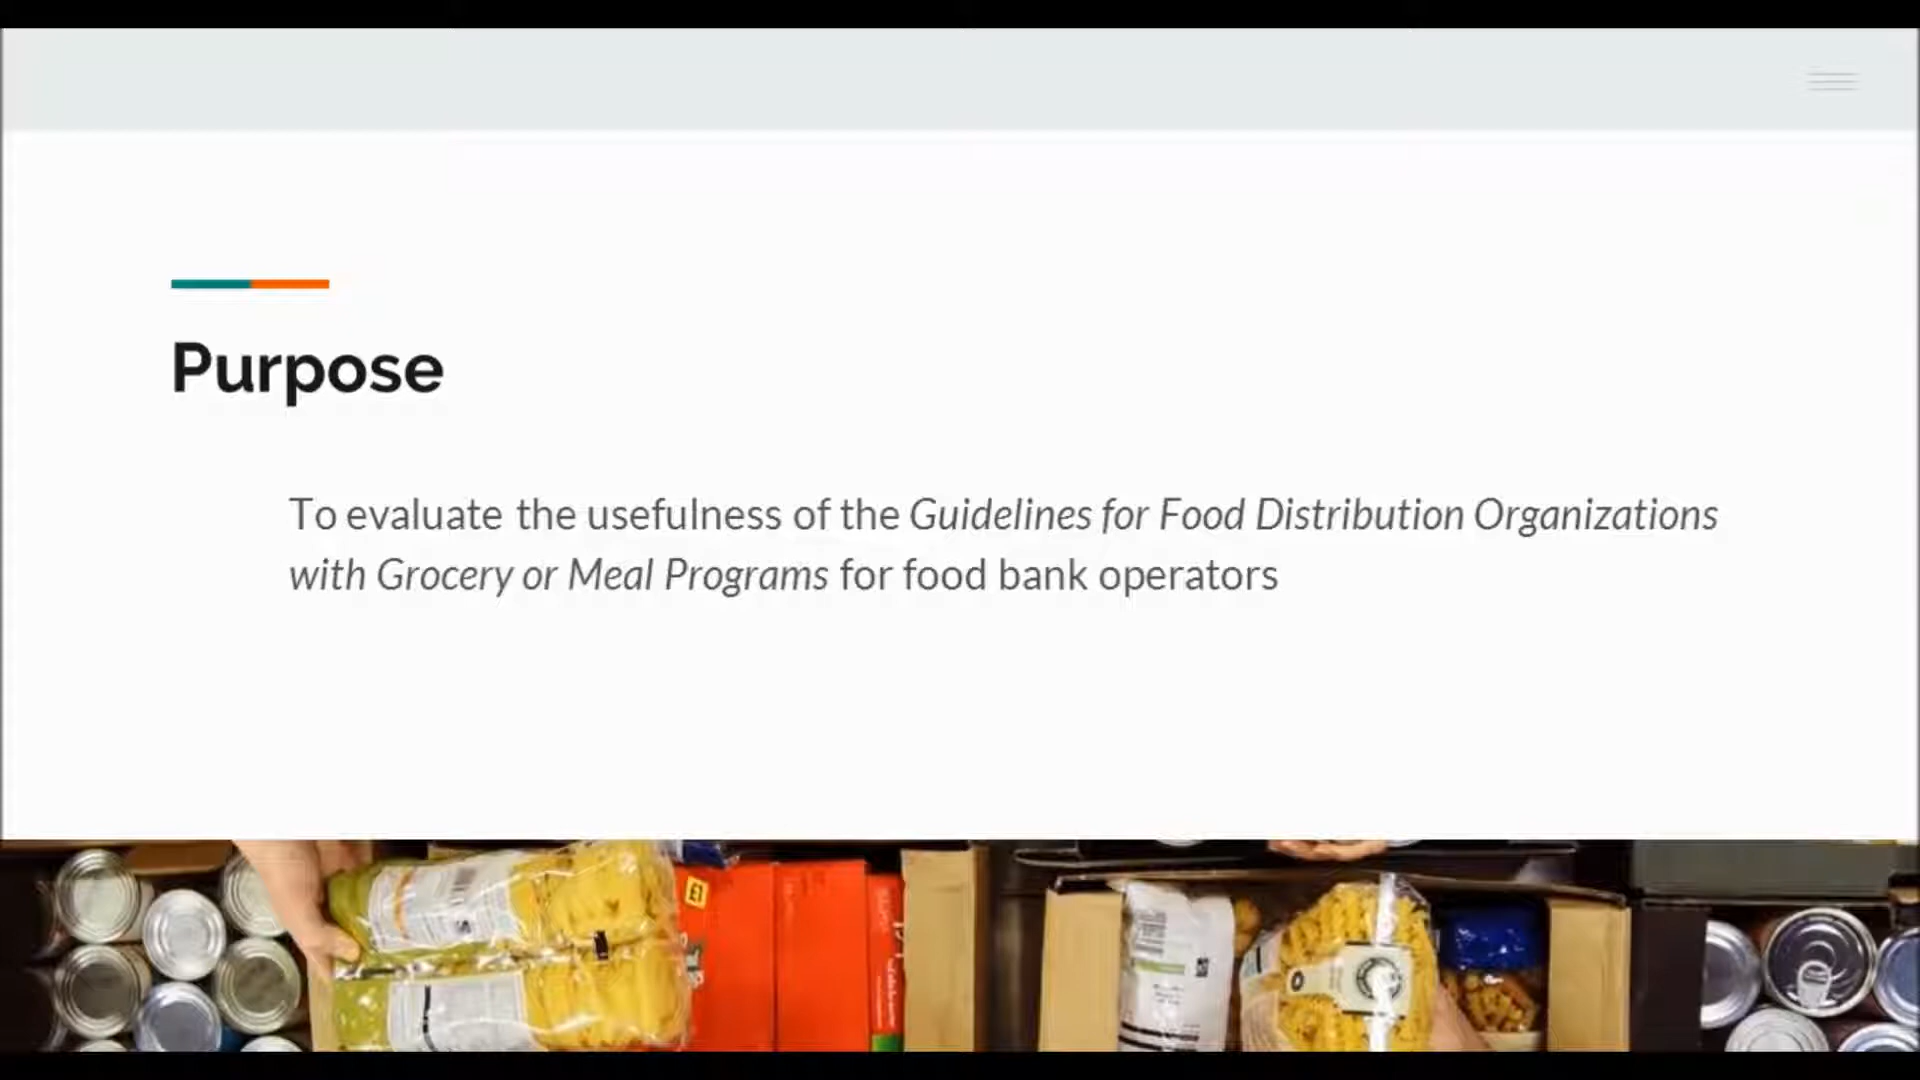 Purpose
To evaluate the usefulness of the Guidelines for Food Distribution Organizations
with Grocery or Meal Programs for food bank operators
£1